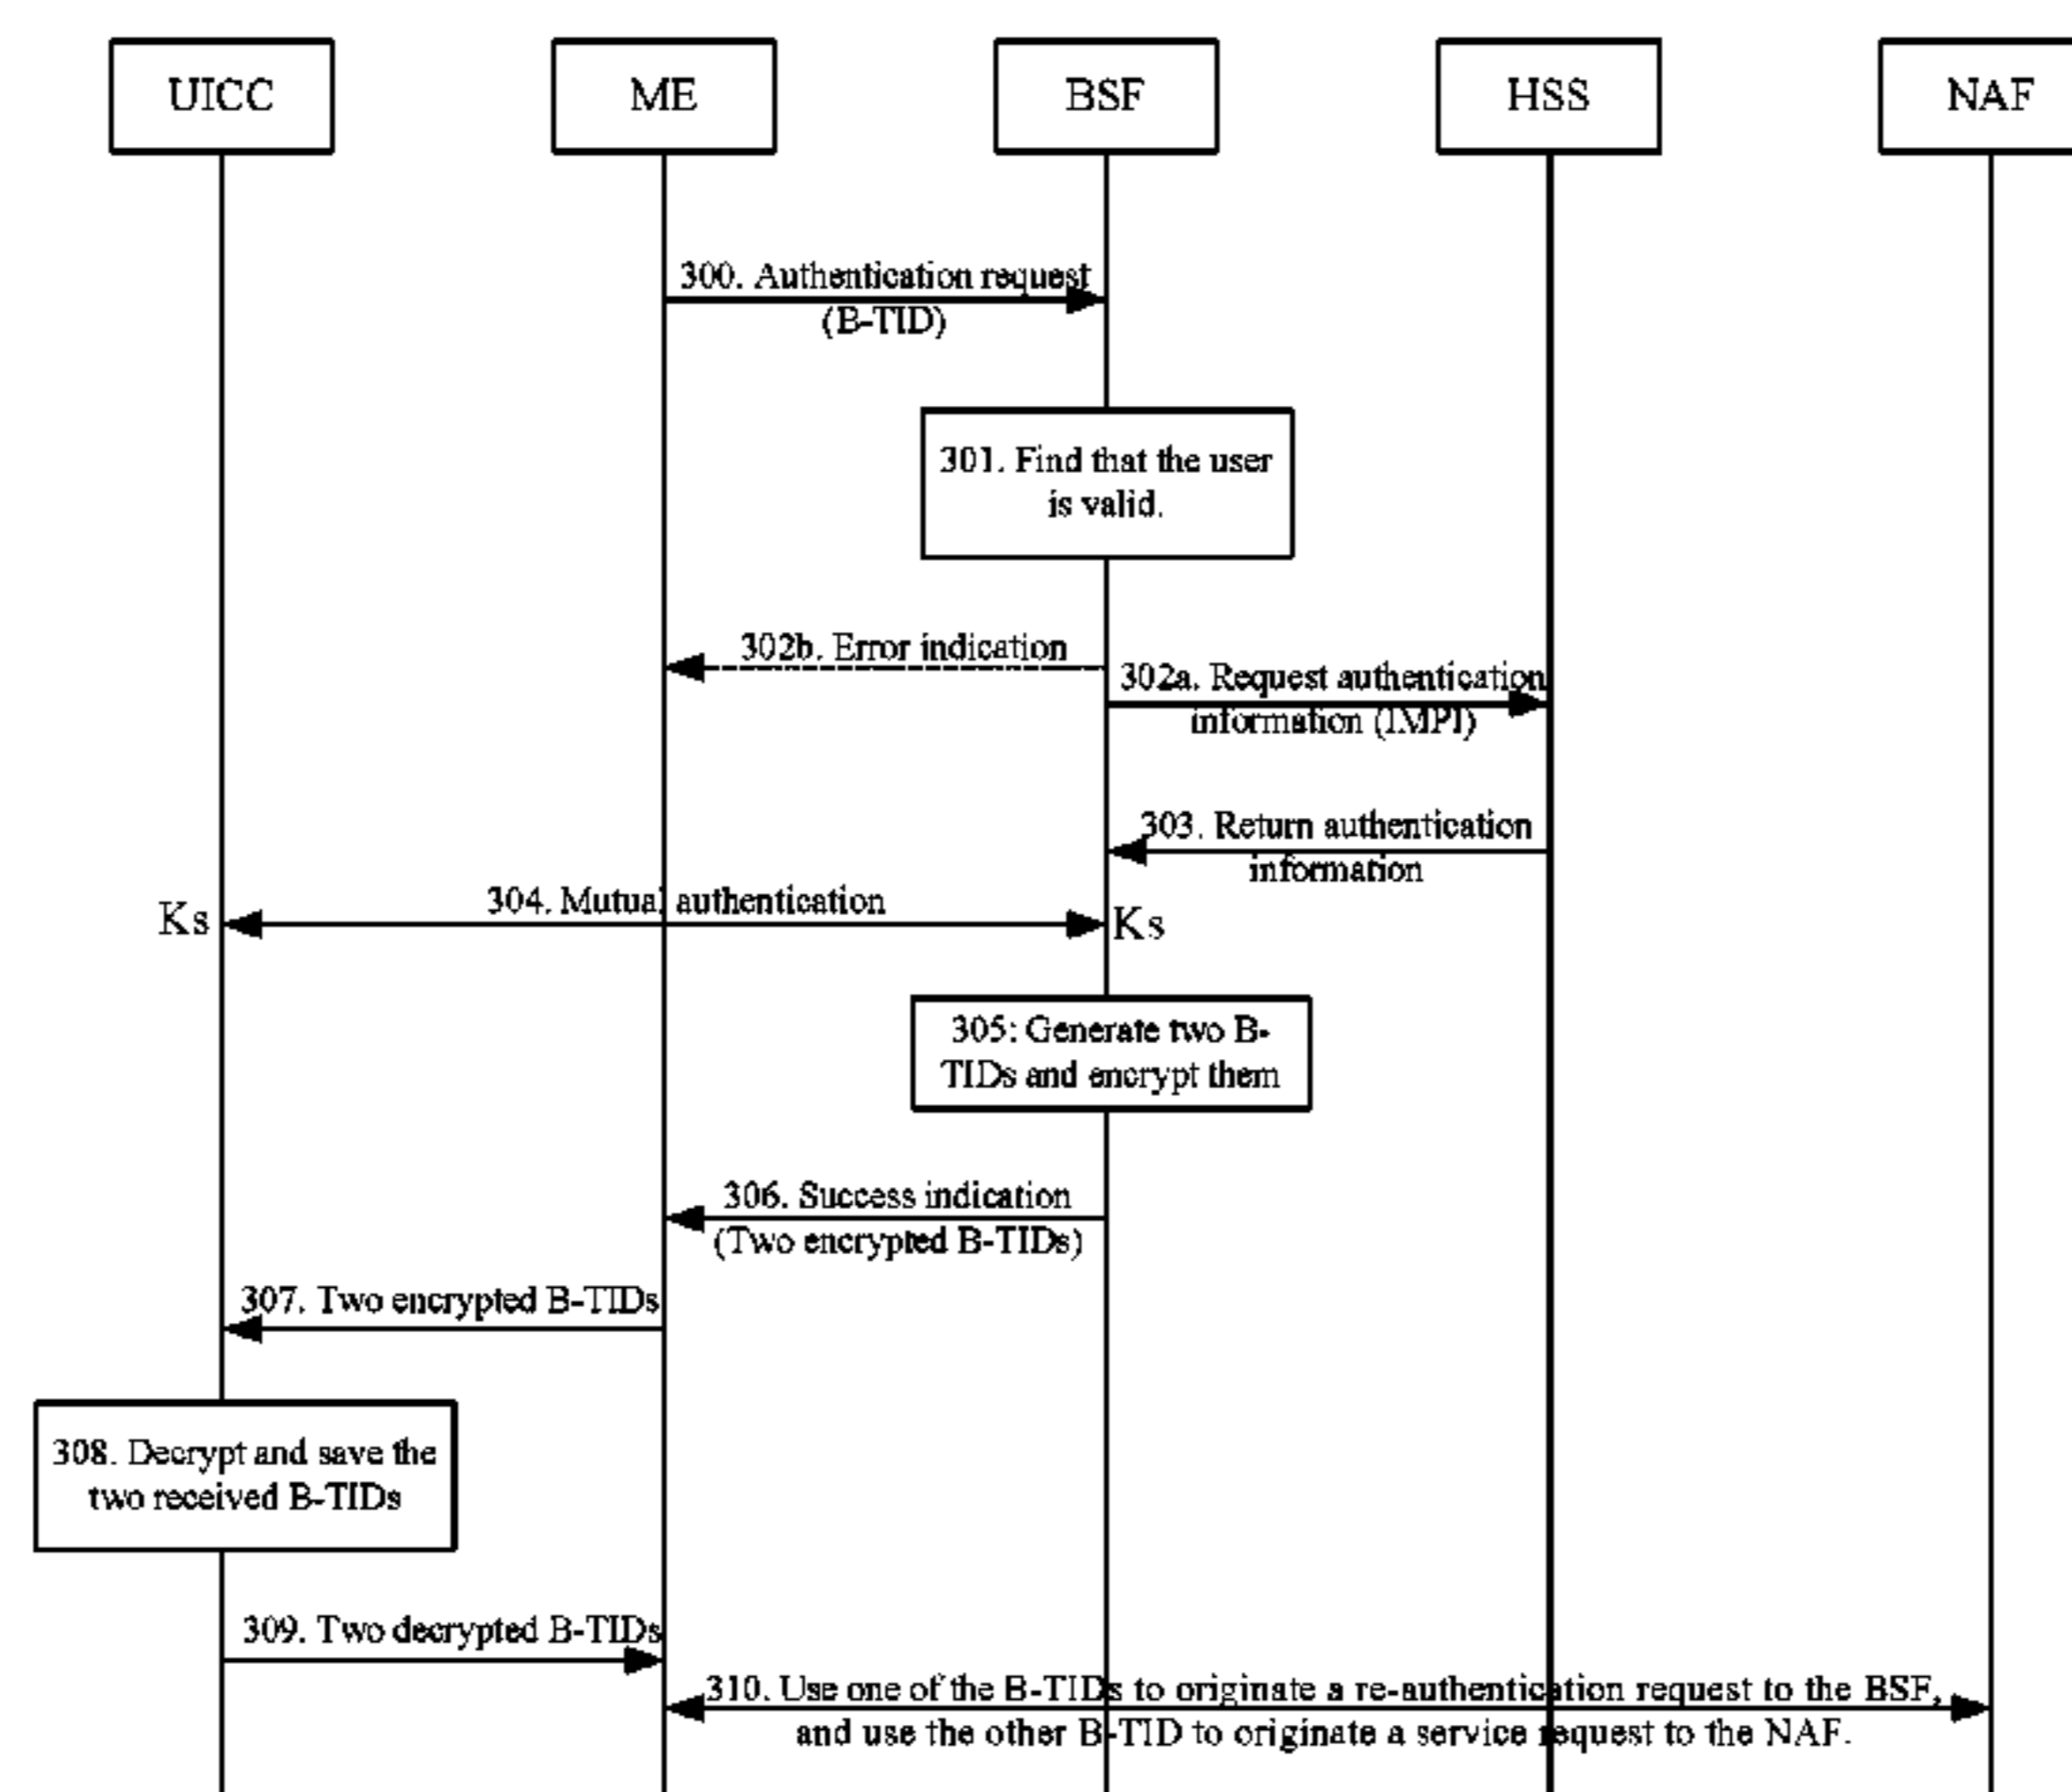 UICC
ME
BSF
HSS
NAF
300. Authentication request
(B-TID)
301. Find that the user
is valid.
302b. Error indication
302a. Request authentication
information (IMPI)
303. Return authentication
information
304. Mutual authentication
Ks
Ks
305: Generate two B-
TIDs and encrypt them
306. Success indication
(Two encrypted B-TIDs)
307. Two encrypted B-TIDs
308. Decrypt and save the
two received B-TIDs
309. Two decrypted B-TIDs
310. Use one of the B-TIDs to originate a re-authentication request to the BSF,
and use the other B-TID to originate a service request to the NAF.